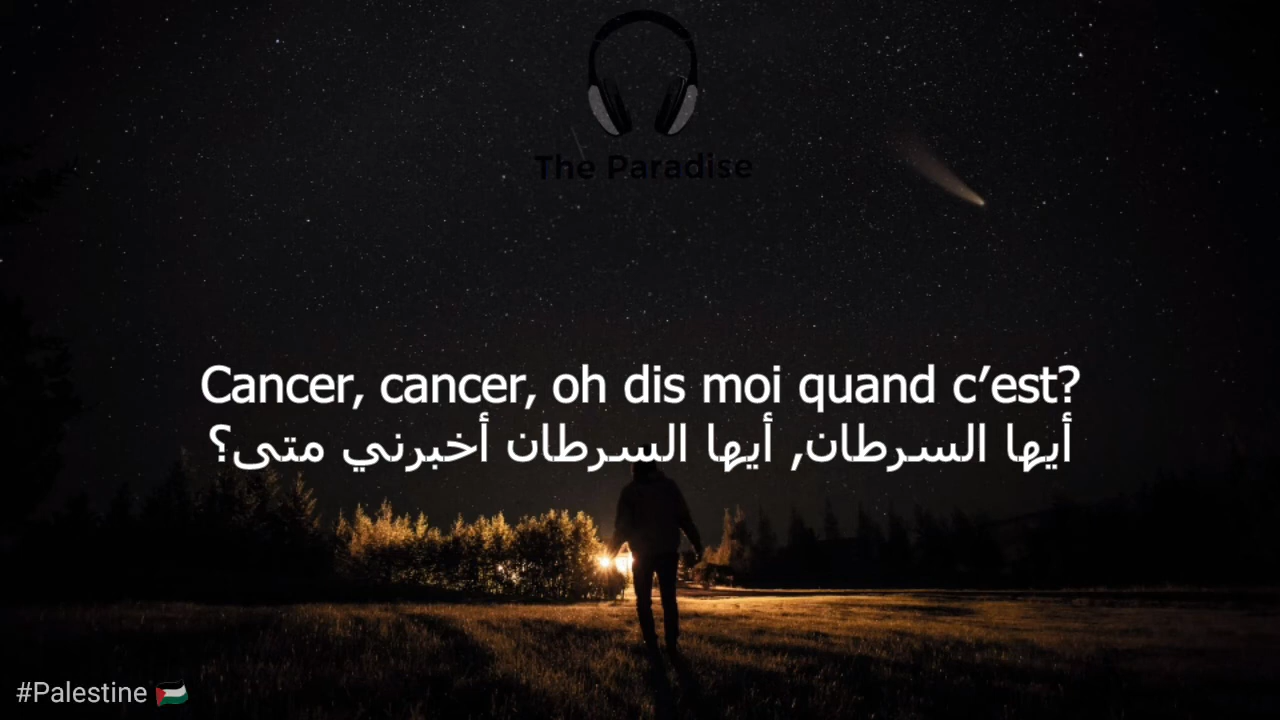 The Paradise
Cancer, cancer, oh dis moi quand c’est?
أيها السرطان, أيها السرطان أخبرني متى؟
#Palestine 🇵🇸